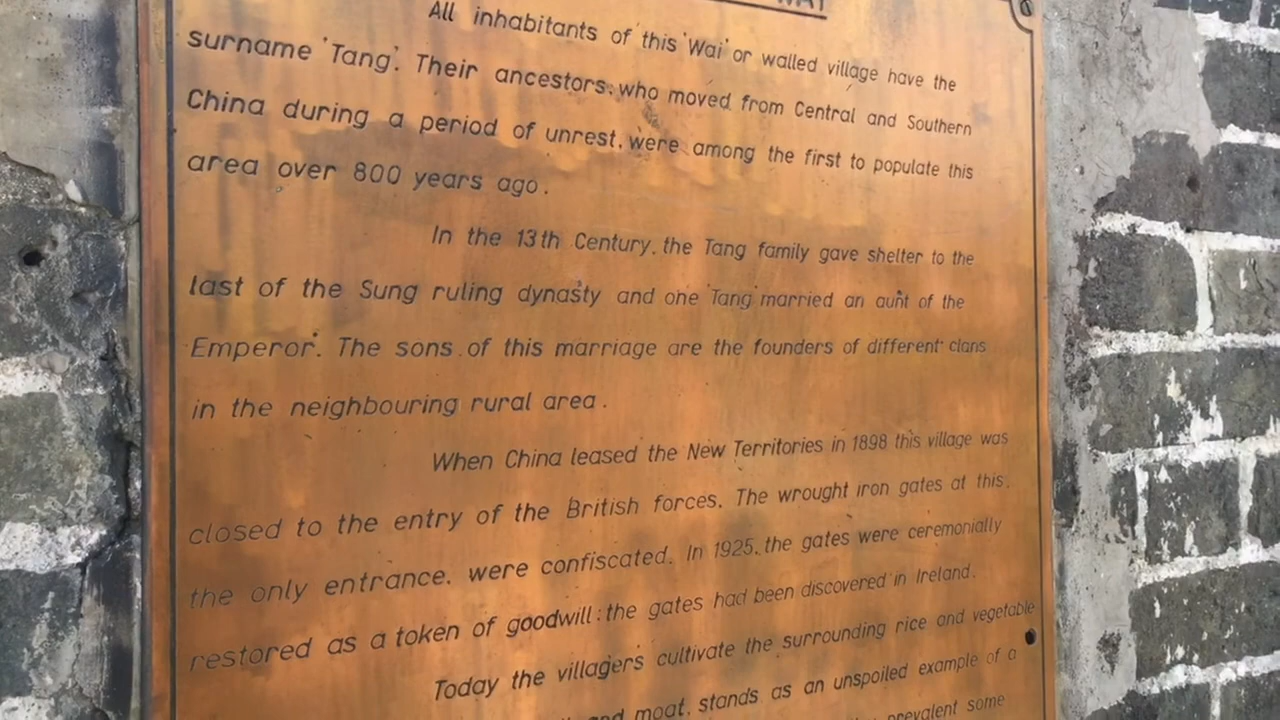 WAI
All inhabitants of this 'Wai' or walled village have the
surname 'Tang'. Their ancestors, who moved from Central and Southern
China during a period of unrest, were among the first to populate this
area over 800 years ago.
In the 13th Century, the Tang family gave shelter to the
last of the Sung ruling dynasty and one 'Tang' married an aunt of the
Emperor. The sons of this marriage are the founders of different clans
in the neighbouring rural area.
When China leased the New Territories in 1898 this village was
closed to the entry of the British forces. The wrought iron gates at this,
the only entrance, were confiscated. In 1925, the gates were ceremonially
restored as a token of goodwill: the gates had been discovered in Ireland.
Today the villagers cultivate the surrounding rice and vegetable
and moat, stands as an unspoiled example of a
prevalent some